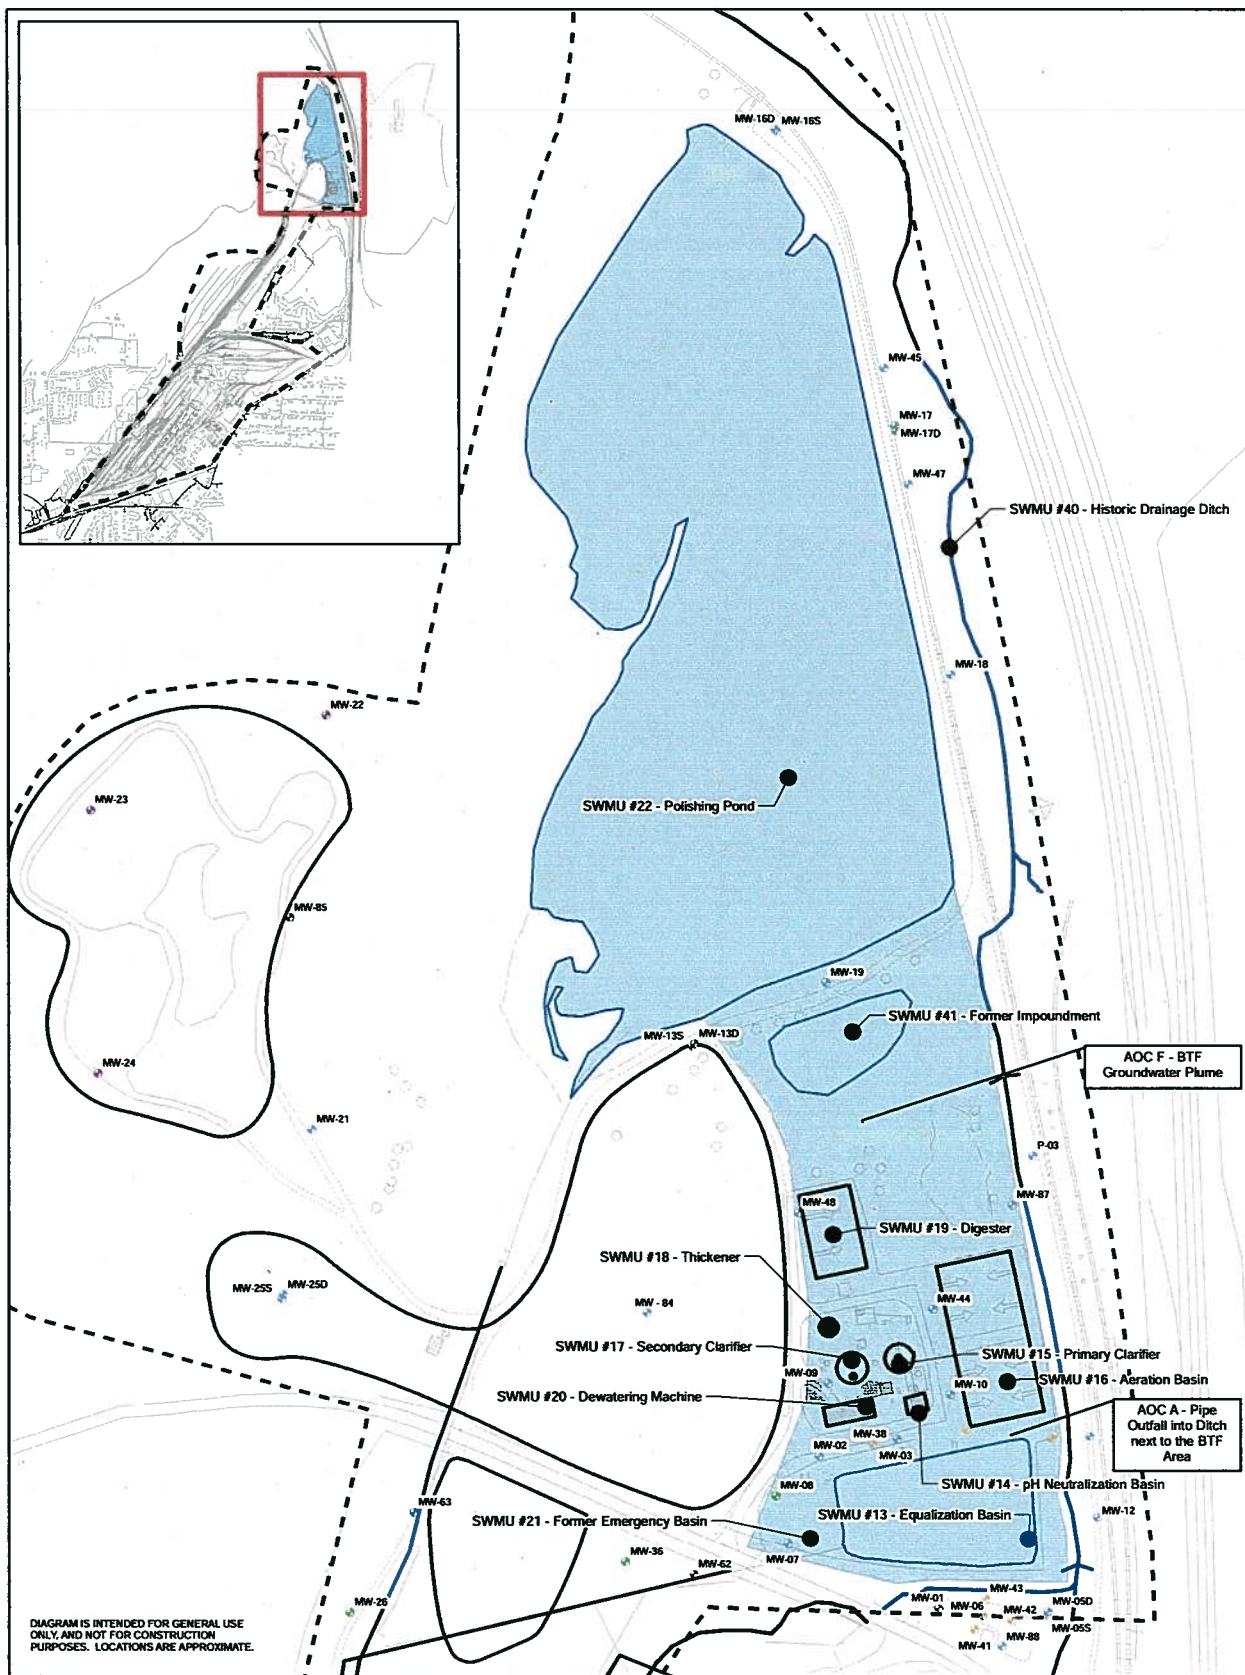 MW-16D MW-16S
MW-45
MW-17
MW-17D
MW-47
SWMU #40 - Historic Drainage Ditch
MW-18
MW-22
MW-23
SWMU #22 - Polishing Pond
MW-85
MW-19
SWMU #41 - Former Impoundment
MW-13S MW-13D
AOC F - BTF
Groundwater Plume
MW-24
MW-21
P-03
MW-87
MW-48
SWMU #19 - Digester
SWMU #18 - Thickener
MW-25S MW-25D
MW - 84
MW-44
SWMU #17 - Secondary Clarifier
SWMU #15 - Primary Clarifier
MW-09
MW-10
SWMU #16 - Aeration Basin
SWMU #20 - Dewatering Machine
AOC A - Pipe
Outfall into Ditch
next to the BTF
Area
MW-38
MW-02
MW-03
MW-08
SWMU #14 - pH Neutralization Basin
MW-63
SWMU #21 - Former Emergency Basin
SWMU #13 - Equalization Basin
MW-12
MW-07
MW-36
MW-62
MW-43
MW-01
MW-06
MW-42
MW-05D
MW-05S
MW-26
MW-41
MW-88
DIAGRAM IS INTENDED FOR GENERAL USE
ONLY, AND NOT FOR CONSTRUCTION
PURPOSES. LOCATIONS ARE APPROXIMATE.